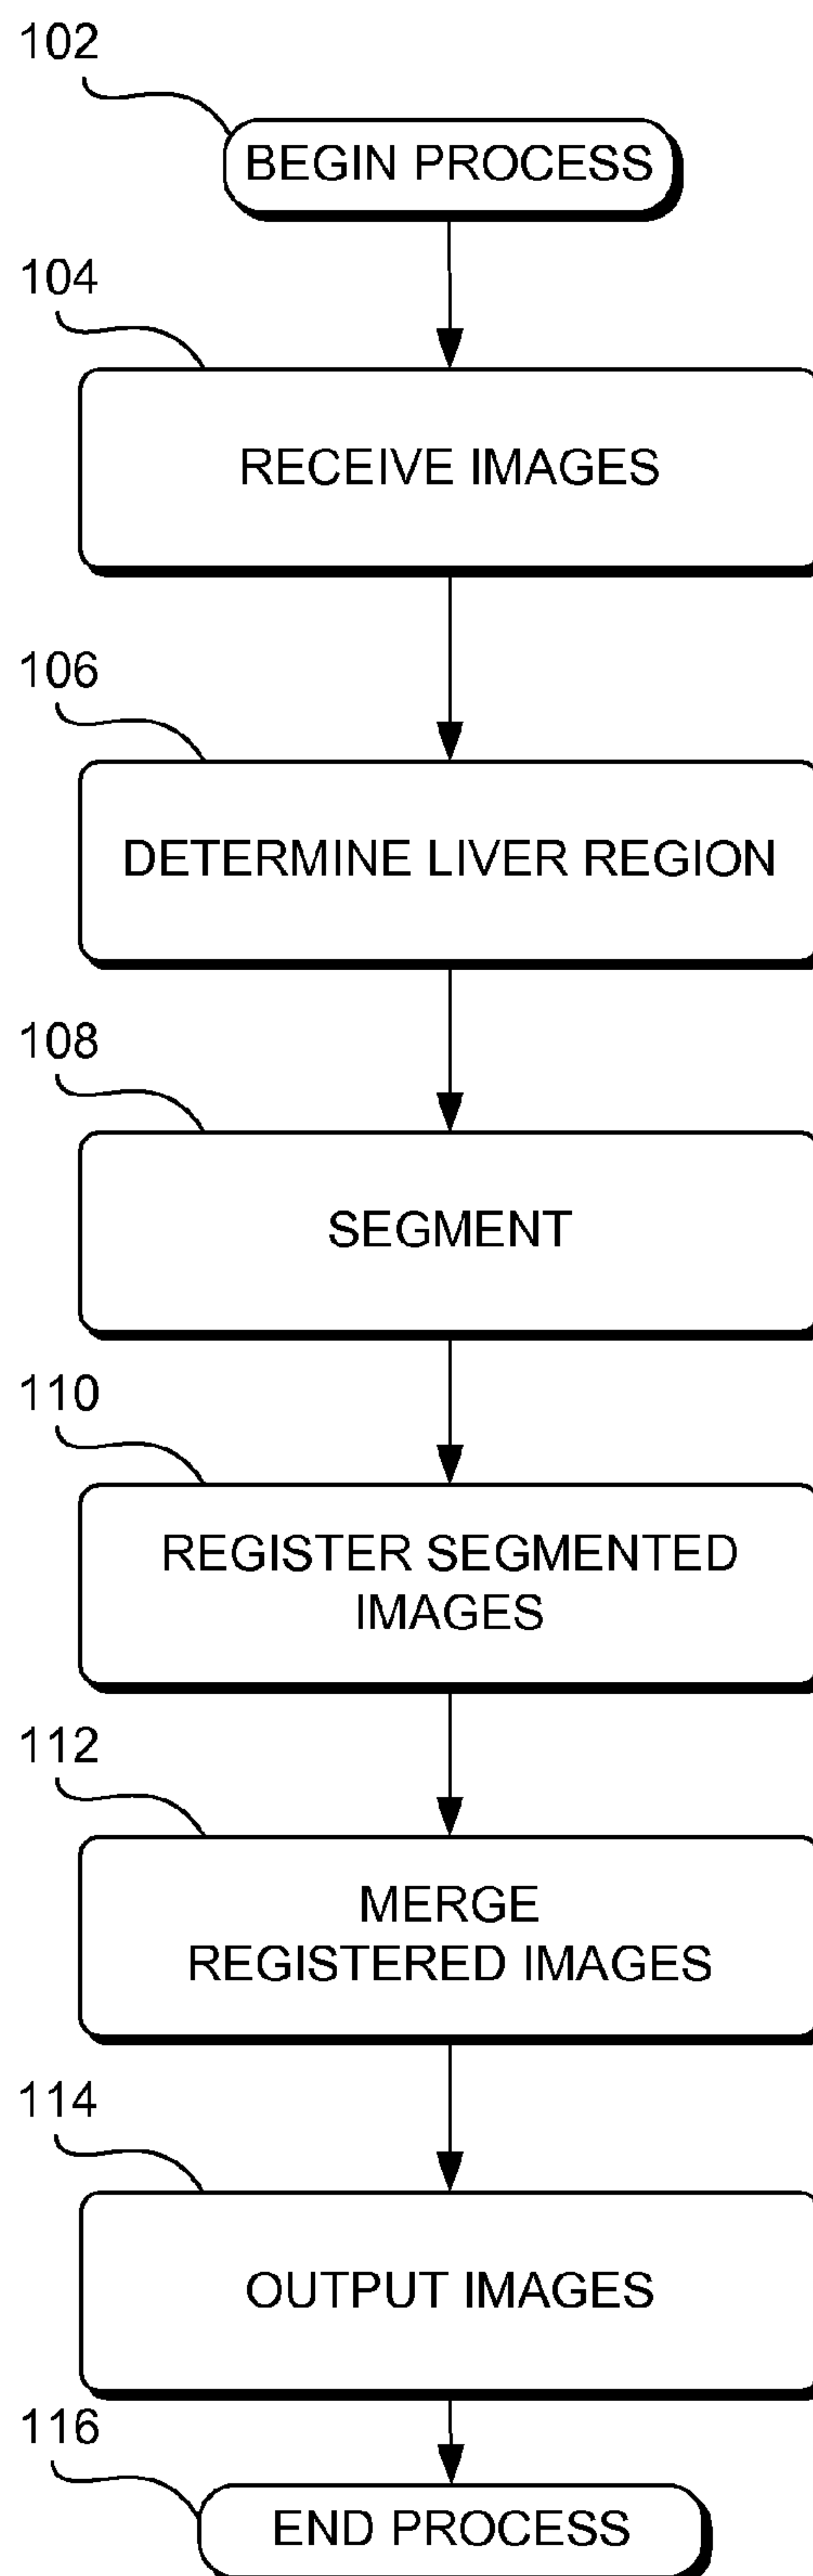 102
BEGIN PROCESS
104
RECEIVE IMAGES
106
DETERMINE LIVER REGION
108
SEGMENT
110
REGISTER SEGMENTED
IMAGES
112
MERGE
REGISTERED IMAGES
114
OUTPUT IMAGES
116
END PROCESS